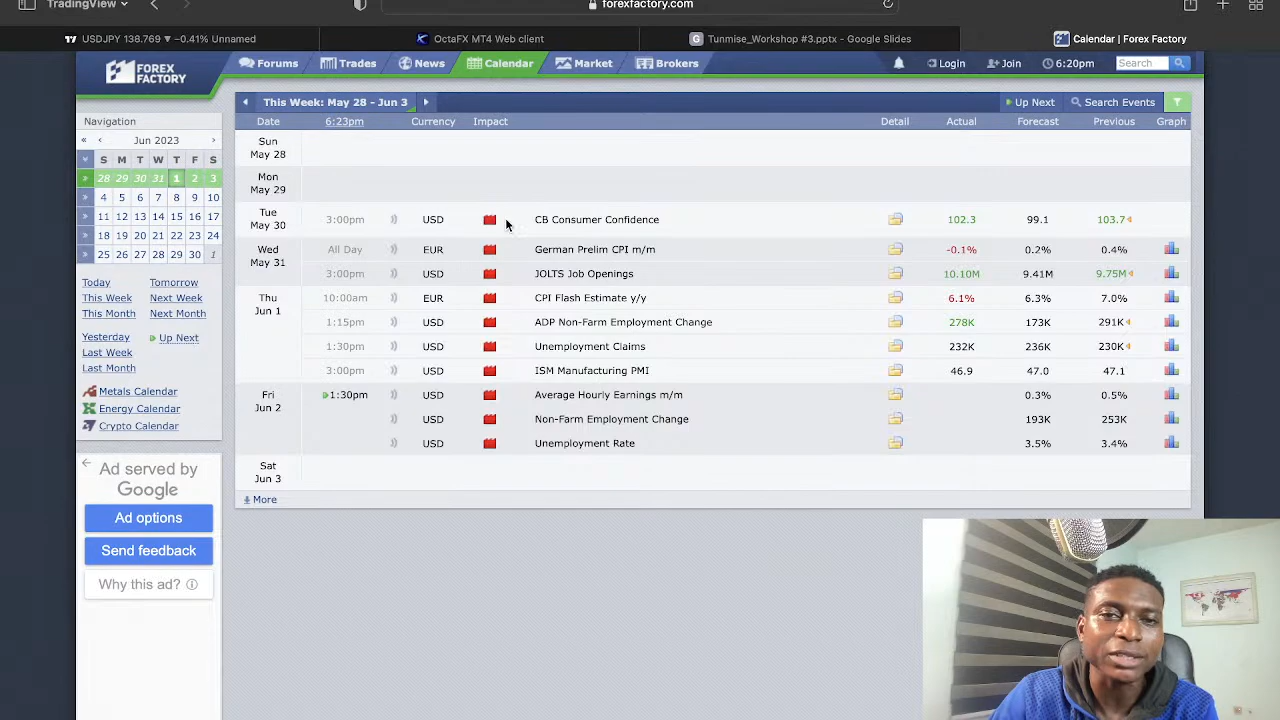 TradingView
forexfactory.com
USDJPY 138.769 ▼ −0.41% Unnamed
OctaFX MT4 Web client
Tunmise_Workshop #3.pptx - Google Slides
Calendar | Forex Factory
FOREX FACTORY
Forums
Trades
News
Calendar
Market
Brokers
Login
Join
6:20pm
Search
Navigation
« ‹ Jun 2023 ›
S M T W T F S
28 29 30 31 1 2 3
4 5 6 7 8 9 10
11 12 13 14 15 16 17
18 19 20 21 22 23 24
25 26 27 28 29 30 1
Today Tomorrow
This Week Next Week
This Month Next Month
Yesterday Up Next
Last Week
Last Month
Metals Calendar
Energy Calendar
Crypto Calendar
Ad served by
Google
Ad options
Send feedback
Why this ad?
This Week: May 28 - Jun 3
Up Next
Search Events
Date 6:23pm Currency Impact Detail Actual Forecast Previous Graph
Sun
May 28
Mon
May 29
Tue
May 30
3:00pm USD CB Consumer Confidence 102.3 99.1 103.7
Wed
May 31
All Day EUR German Prelim CPI m/m -0.1% 0.2% 0.4%
3:00pm USD JOLTS Job Openings 10.10M 9.41M 9.75M
Thu
Jun 1
10:00am EUR CPI Flash Estimate y/y 6.1% 6.3% 7.0%
1:15pm USD ADP Non-Farm Employment Change 278K 173K 291K
1:30pm USD Unemployment Claims 232K 236K 230K
3:00pm USD ISM Manufacturing PMI 46.9 47.0 47.1
Fri
Jun 2
1:30pm USD Average Hourly Earnings m/m 0.3% 0.5%
USD Non-Farm Employment Change 193K 253K
USD Unemployment Rate 3.5% 3.4%
Sat
Jun 3
More